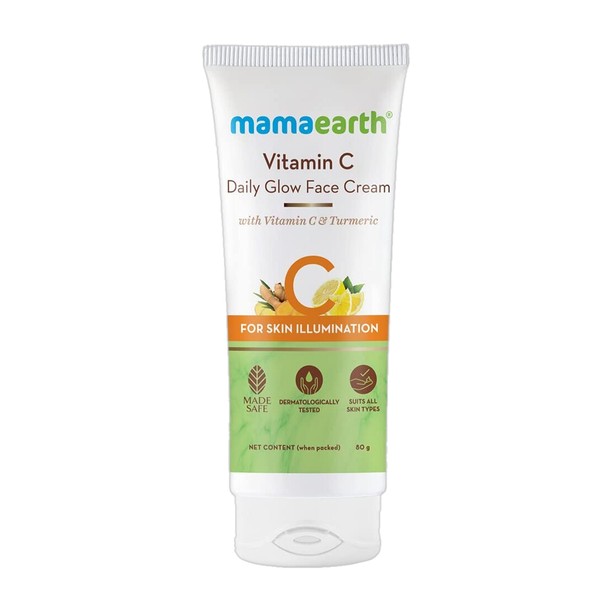 mamaearth®
Vitamin C
Daily Glow Face Cream
with Vitamin C & Turmeric
C
FOR SKIN ILLUMINATION
MADE
SAFE
DERMATOLOGICALLY
TESTED
SUITS ALL
SKIN TYPES
NET CONTENT (when packed) 80 g